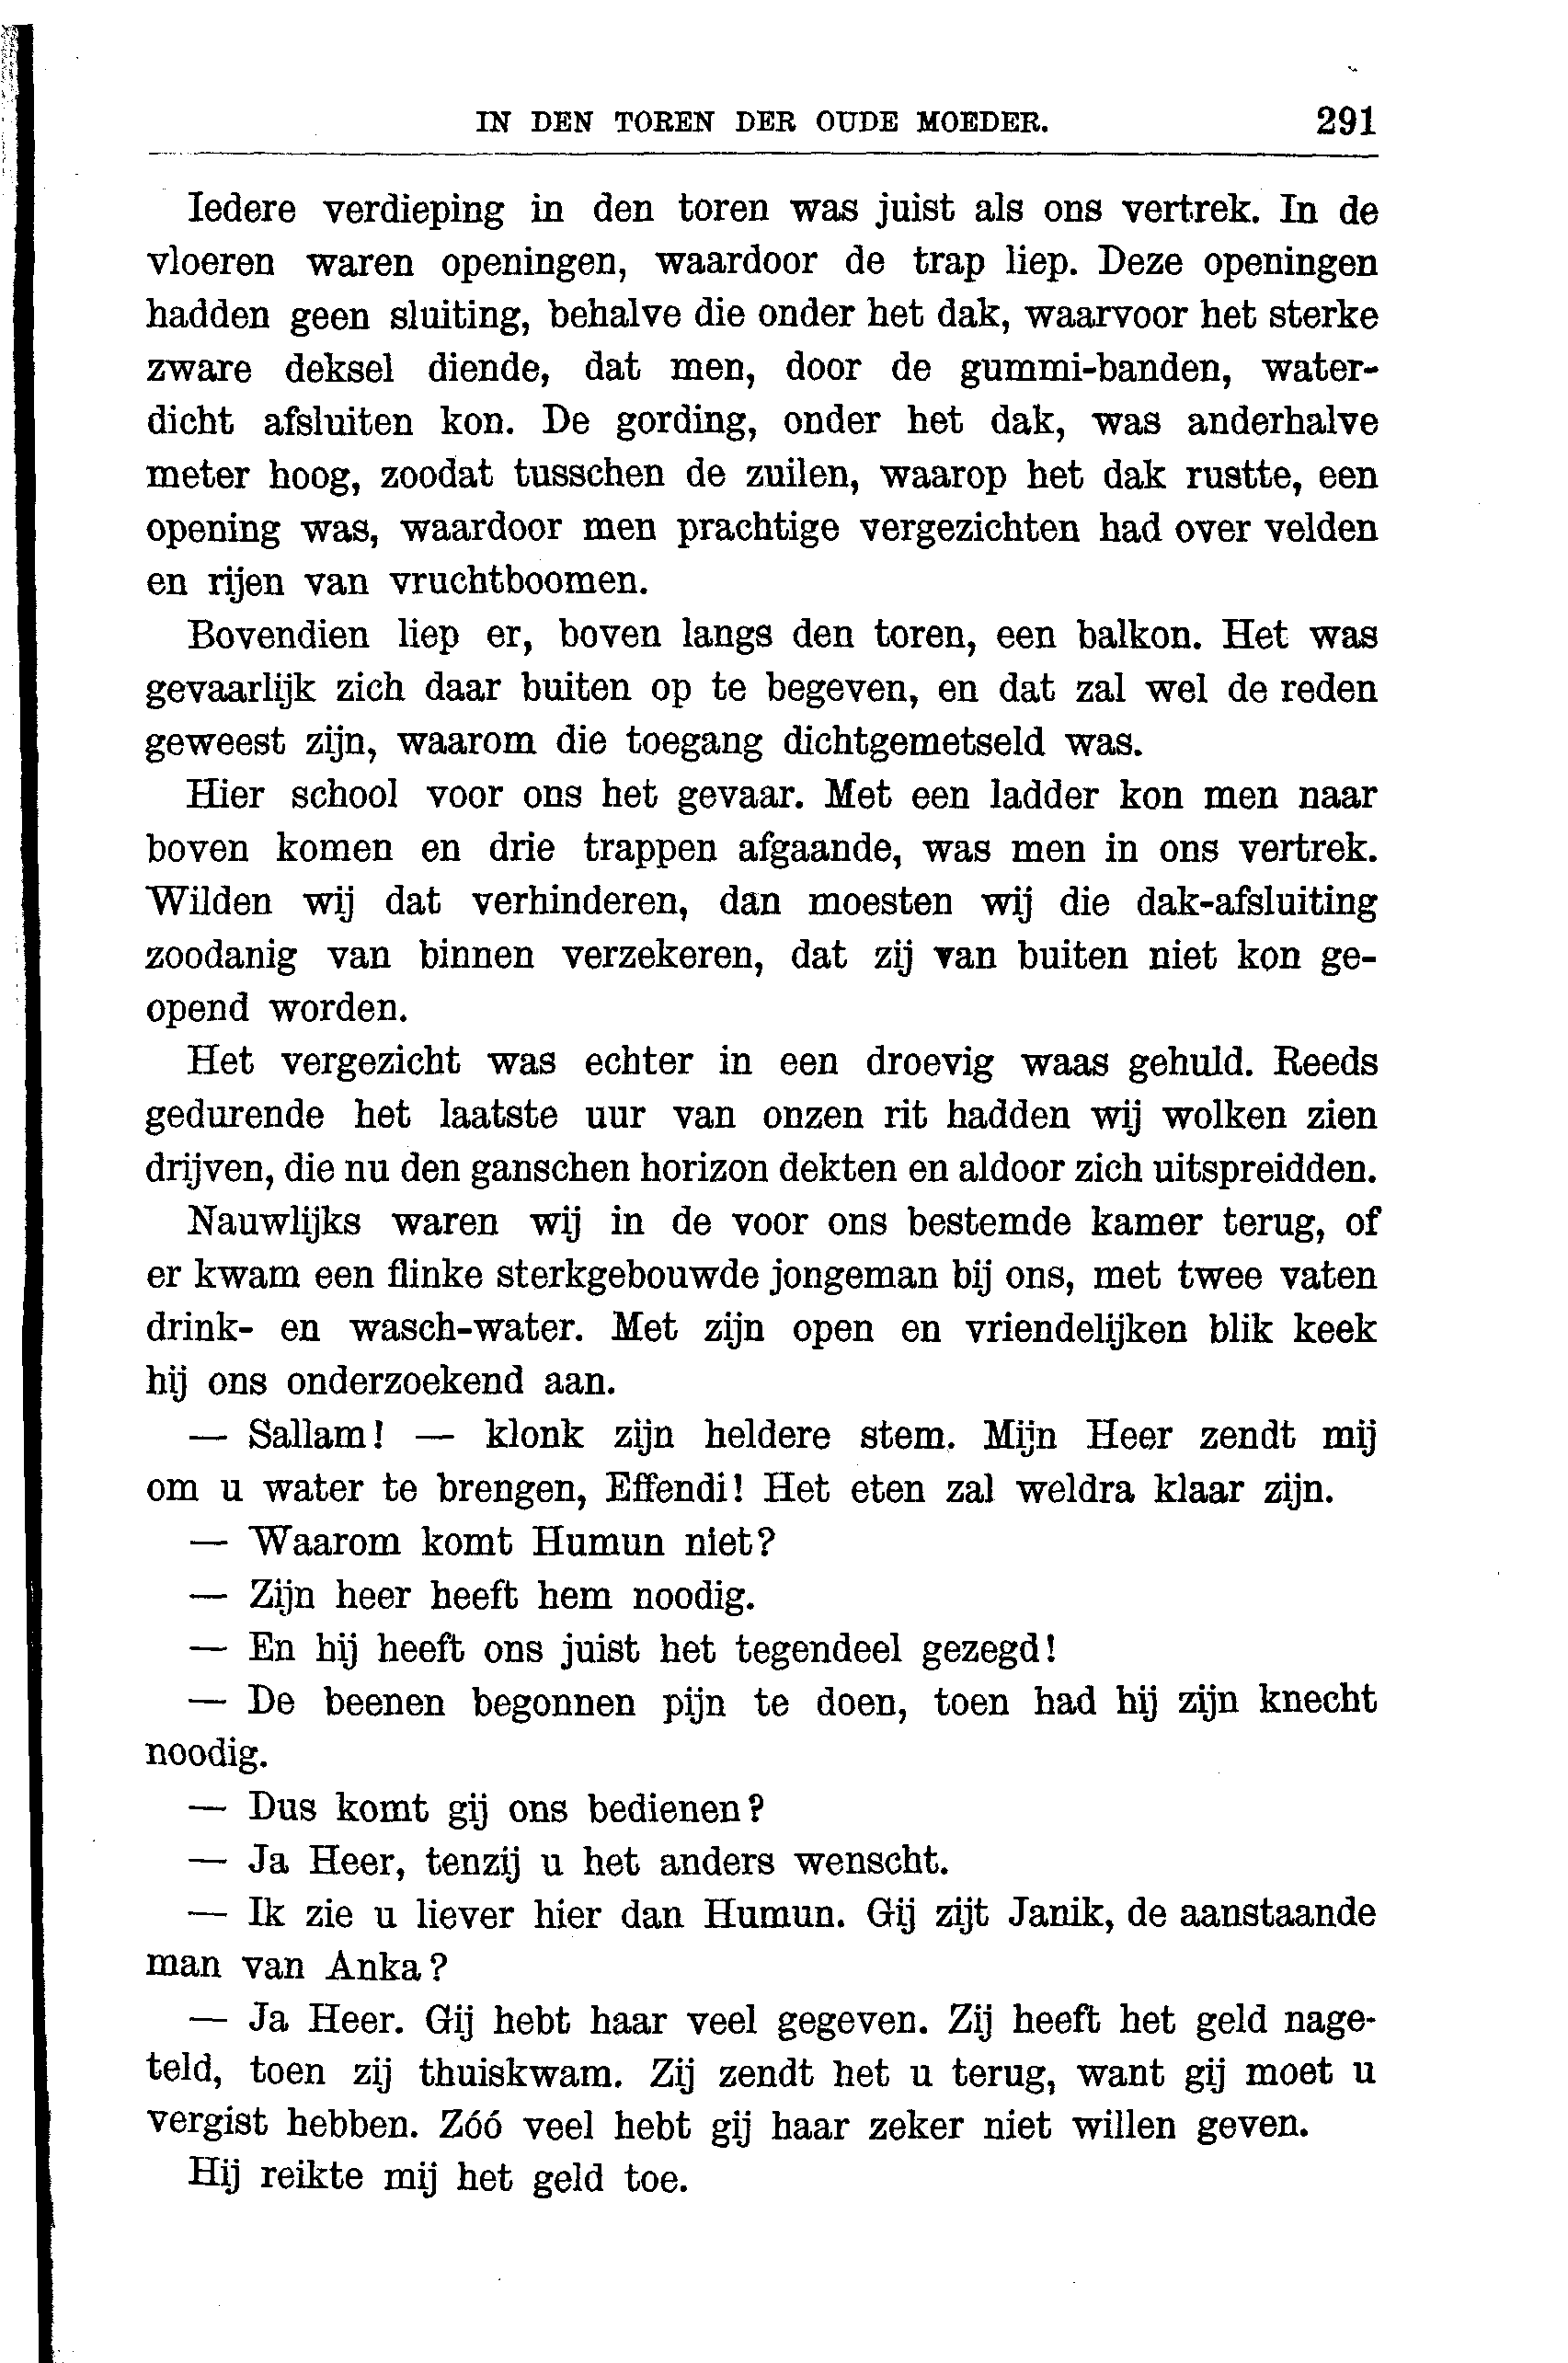 IN DEN TOREN DER OUDE MOEDER. 291
Iedere verdieping in den toren was juist als ons vertrek. In de
vloeren waren openingen, waardoor de trap liep. Deze openingen
hadden geen sluiting, behalve die onder het dak, waarvoor het sterke
zware deksel diende, dat men, door de gummi-banden, water-
dicht afsluiten kon. De gording, onder het dak, was anderhalve
meter hoog, zoodat tusschen de zuilen, waarop het dak rustte, een
opening was, waardoor men prachtige vergezichten had over velden
en rijen van vruchtboomen.
Bovendien liep er, boven langs den toren, een balkon. Het was
gevaarlijk zich daar buiten op te begeven, en dat zal wel de reden
geweest zijn, waarom die toegang dichtgemetseld was.
Hier school voor ons het gevaar. Met een ladder kon men naar
boven komen en drie trappen afgaande, was men in ons vertrek.
Wilden wij dat verhinderen, dan moesten wij die dak-afsluiting
zoodanig van binnen verzekeren, dat zij van buiten niet kon ge-
opend worden.
Het vergezicht was echter in een droevig waas gehuld. Reeds
gedurende het laatste uur van onzen rit hadden wij wolken zien
drijven, die nu den ganschen horizon dekten en aldoor zich uitspreidden.
Nauwlijks waren wij in de voor ons bestemde kamer terug, of
er kwam een flinke sterkgebouwde jongeman bij ons, met twee vaten
drink- en wasch-water. Met zijn open en vriendelijken blik keek
hij ons onderzoekend aan.
— Sallam! — klonk zijn heldere stem. Mijn Heer zendt mij
om u water te brengen, Effendi! Het eten zal weldra klaar zijn.
— Waarom komt Humun niet?
— Zijn heer heeft hem noodig.
— En hij heeft ons juist het tegendeel gezegd!
— De beenen begonnen pijn te doen, toen had hij zijn knecht
noodig.
— Dus komt gij ons bedienen?
— Ja Heer, tenzij u het anders wenscht.
— Ik zie u liever hier dan Humun. Gij zijt Janik, de aanstaande
man van Anka?
— Ja Heer. Gij hebt haar veel gegeven. Zij heeft het geld nage-
teld, toen zij thuiskwam. Zij zendt het u terug, want gij moet u
vergist hebben. Zóó veel hebt gij haar zeker niet willen geven.
Hij reikte mij het geld toe.